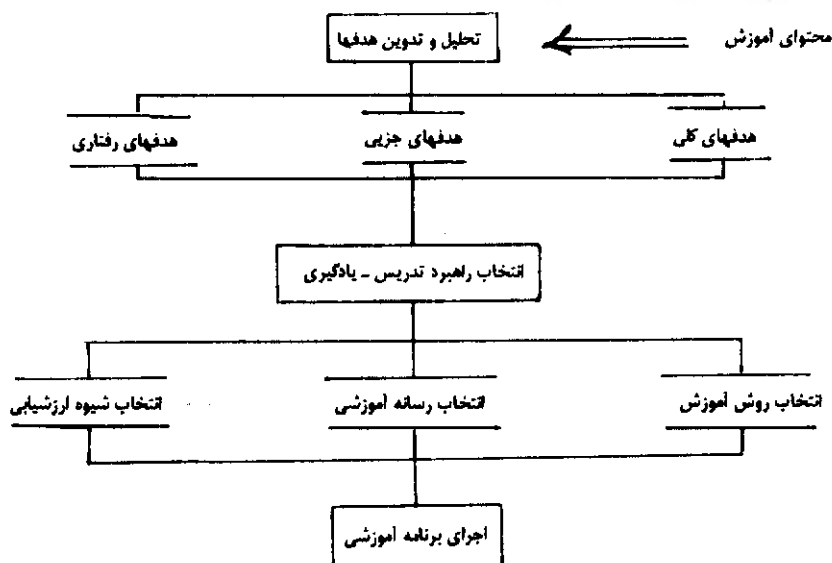 محتوای آموزش
تحلیل و تدوین هدفها
هدفهای کلی
هدفهای جزیی
هدفهای رفتاری
انتخاب راهبرد تدریس ـ یادگیری
انتخاب روش آموزش
انتخاب رسانه آموزشی
انتخاب شیوه ارزشیابی
اجرای برنامه آموزشی